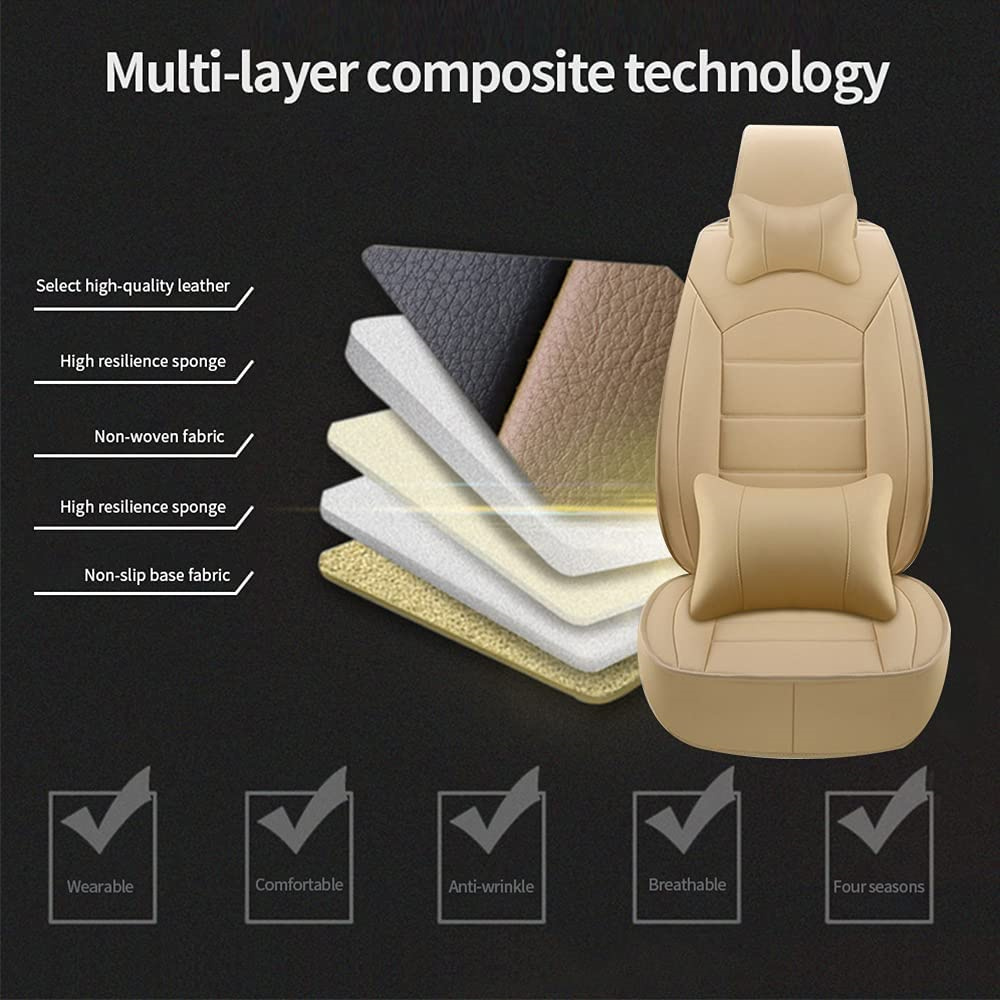 Multi-layer composite technology
Select high-quality leather
High resilience sponge
Non-woven fabric
High resilience sponge
Non-slip base fabric
Wearable
Comfortable
Anti-wrinkle
Breathable
Four seasons